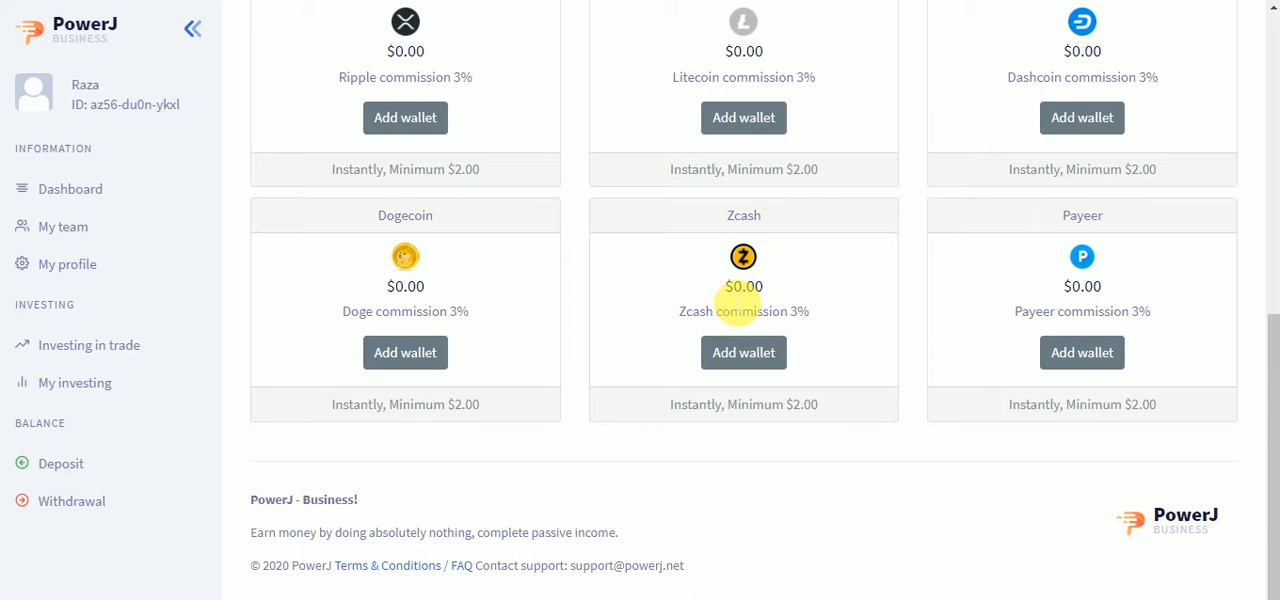 PowerJ
BUSINESS
Raza
ID: az56-du0n-ykxl
INFORMATION
Dashboard
My team
My profile
INVESTING
Investing in trade
My investing
BALANCE
Deposit
Withdrawal
$0.00
Ripple commission 3%
Add wallet
Instantly, Minimum $2.00
$0.00
Litecoin commission 3%
Add wallet
Instantly, Minimum $2.00
$0.00
Dashcoin commission 3%
Add wallet
Instantly, Minimum $2.00
Dogecoin
$0.00
Doge commission 3%
Add wallet
Instantly, Minimum $2.00
Zcash
$0.00
Zcash commission 3%
Add wallet
Instantly, Minimum $2.00
Payeer
P
$0.00
Payeer commission 3%
Add wallet
Instantly, Minimum $2.00
PowerJ - Business!
Earn money by doing absolutely nothing, complete passive income.
© 2020 PowerJ Terms & Conditions / FAQ Contact support: support@powerj.net
PowerJ
BUSINESS